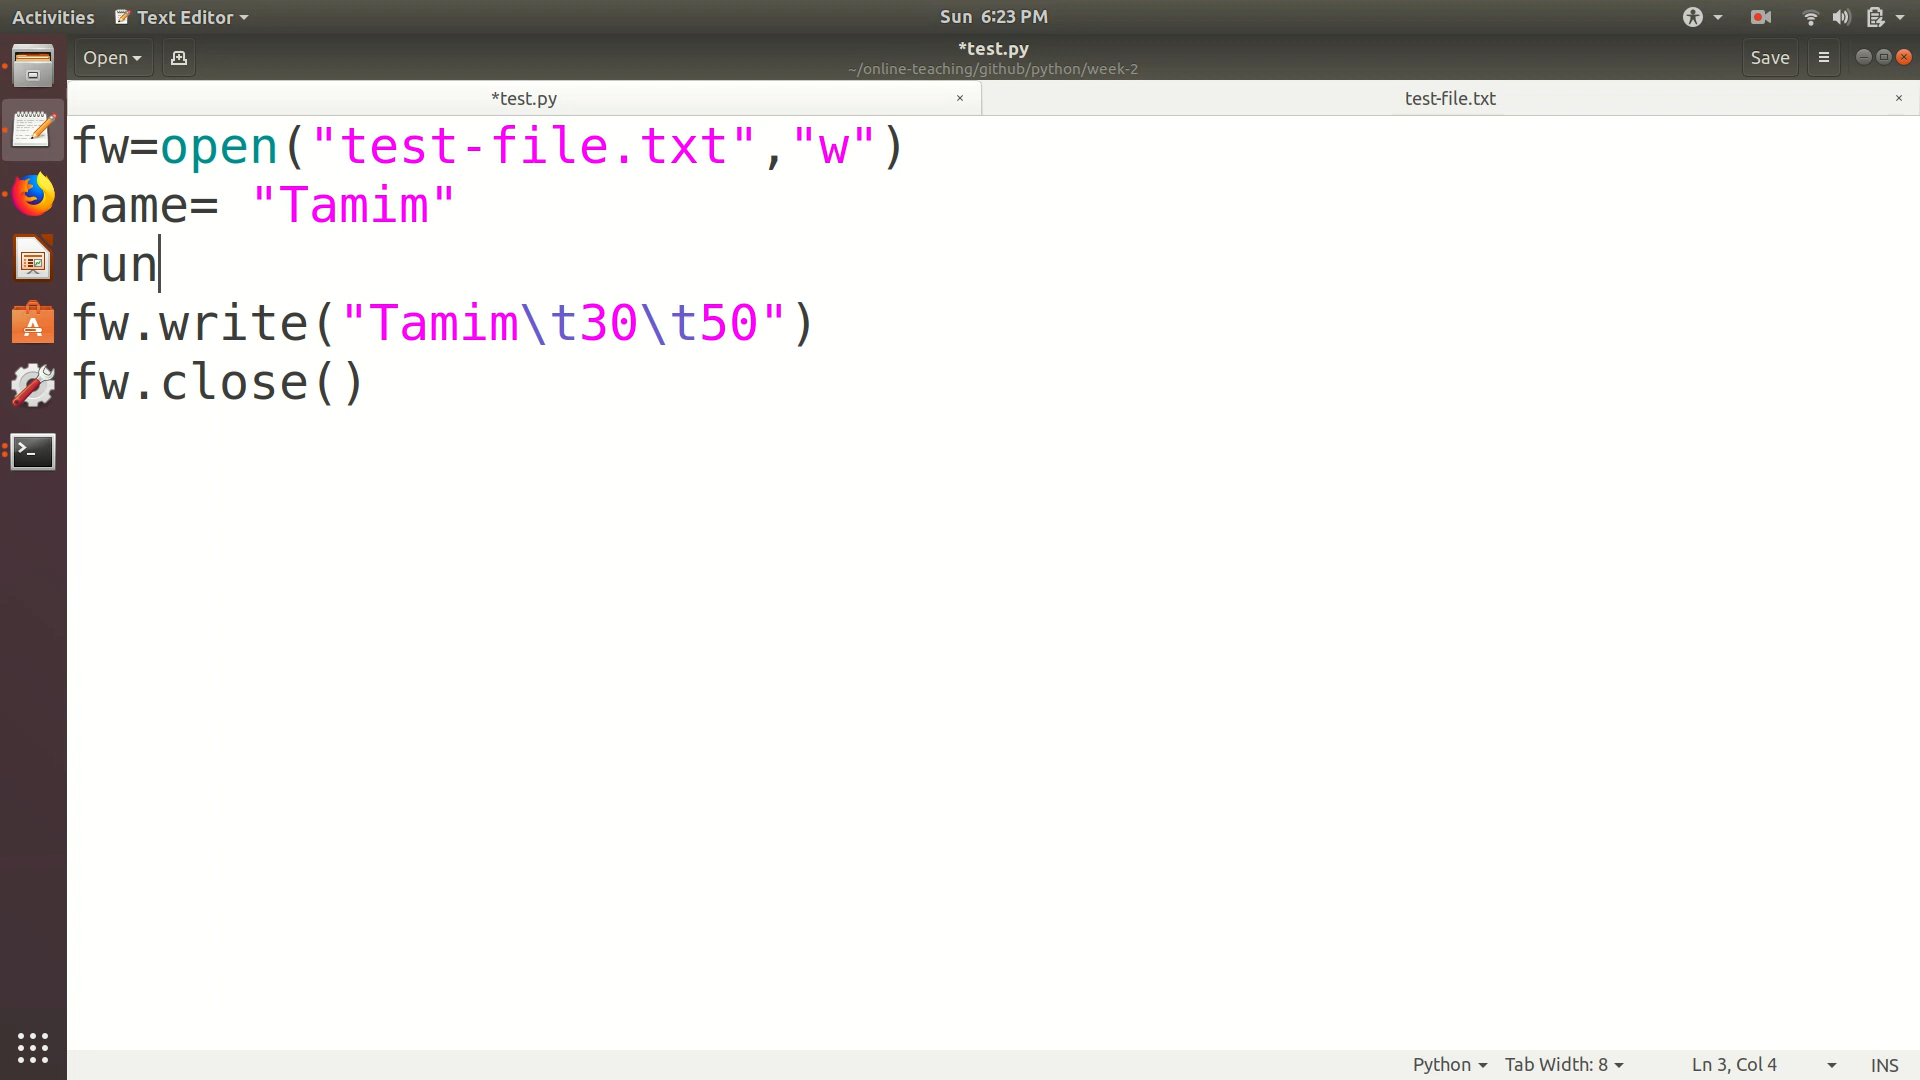 Activities Text Editor Sun 6:23 PM
Open *test.py Save
~/online-teaching/github/python/week-2
*test.py × test-file.txt ×
fw=open("test-file.txt","w")
name= "Tamim"
run
fw.write("Tamim\t30\t50")
fw.close()
Python Tab Width: 8 Ln 3, Col 4 INS